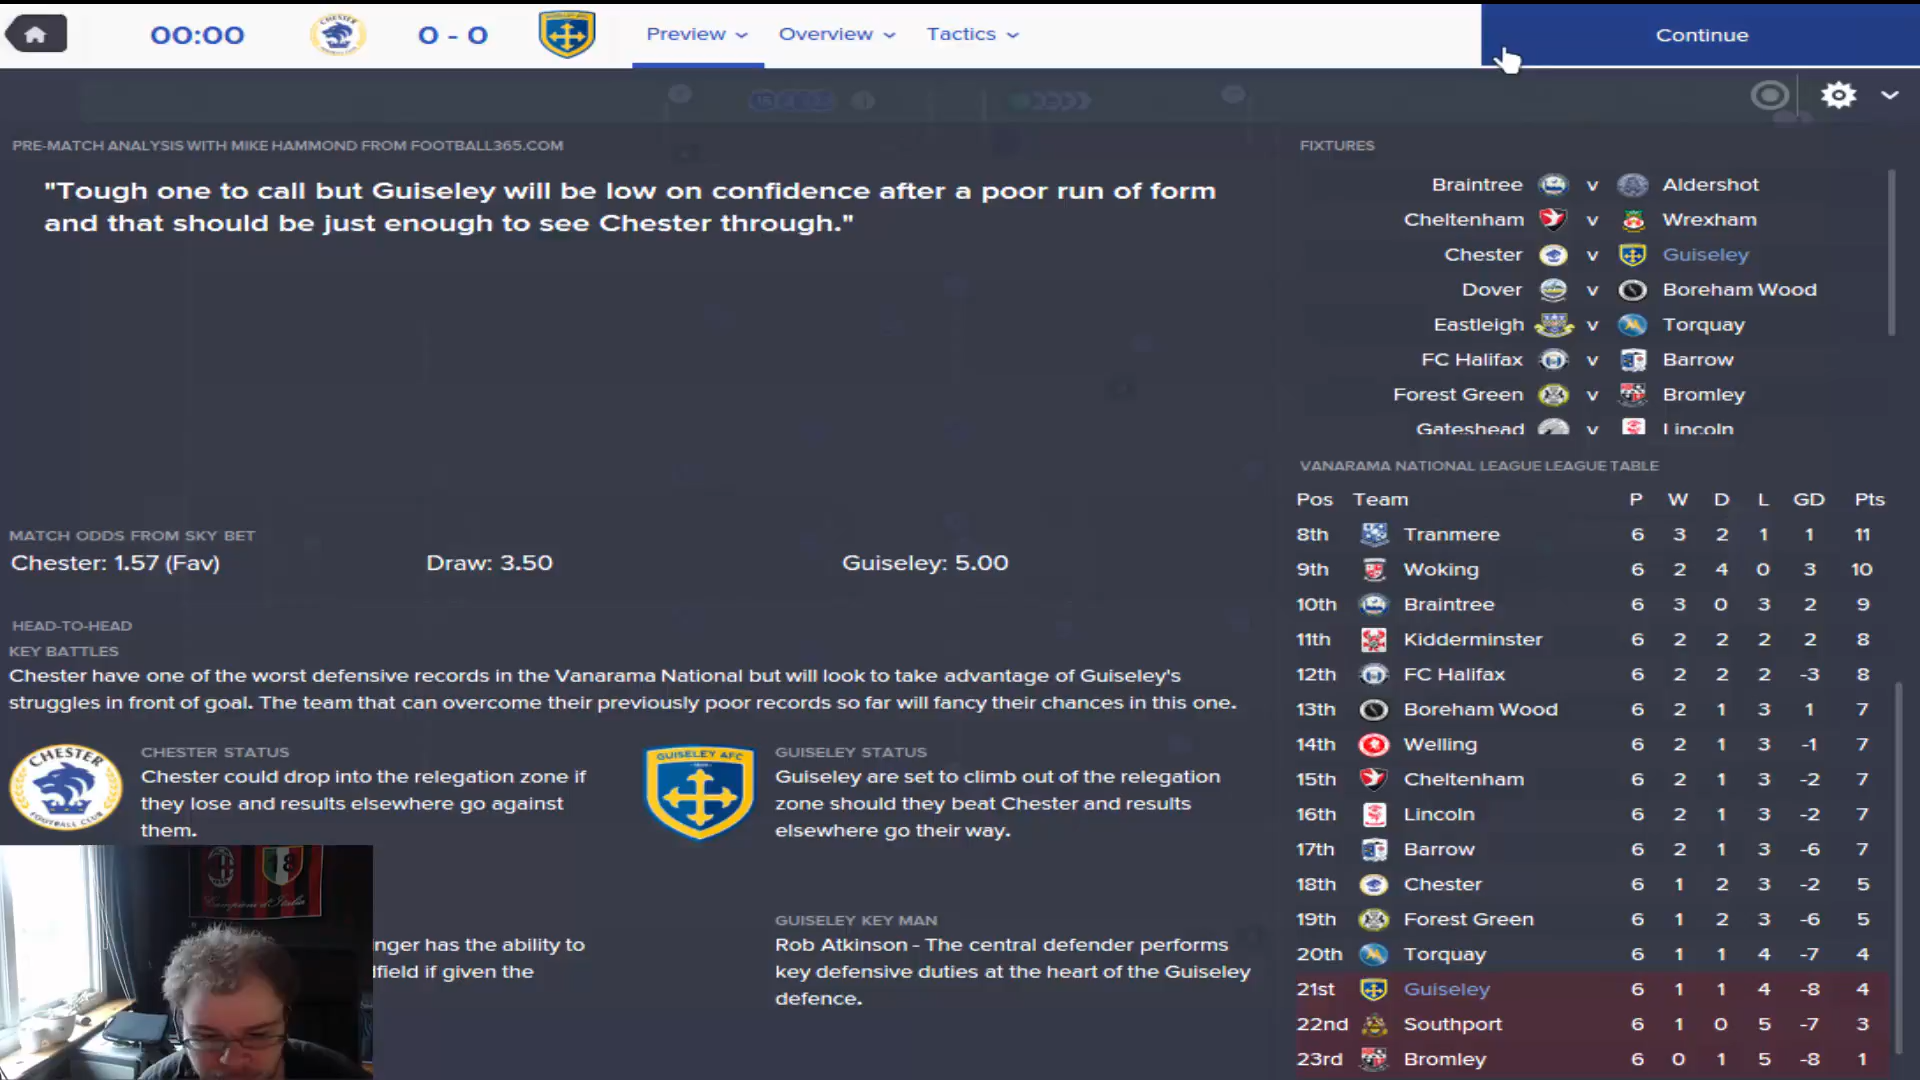 00:00
CHESTER
0 - 0
Preview
Overview
Tactics
Continue
PRE-MATCH ANALYSIS WITH MIKE HAMMOND FROM FOOTBALL365.COM
"Tough one to call but Guiseley will be low on confidence after a poor run of form
and that should be just enough to see Chester through."
MATCH ODDS FROM SKY BET
Chester: 1.57 (Fav)
Draw: 3.50
Guiseley: 5.00
HEAD-TO-HEAD
KEY BATTLES
Chester have one of the worst defensive records in the Vanarama National but will look to take advantage of Guiseley's
struggles in front of goal. The team that can overcome their previously poor records so far will fancy their chances in this one.
CHESTER
FOOTBALL CLUB
CHESTER STATUS
Chester could drop into the relegation zone if
they lose and results elsewhere go against
them.
GUISELEY AFC
GUISELEY STATUS
Guiseley are set to climb out of the relegation
zone should they beat Chester and results
elsewhere go their way.
18
Campioni d'Italia
nger has the ability to
lfield if given the
GUISELEY KEY MAN
Rob Atkinson - The central defender performs
key defensive duties at the heart of the Guiseley
defence.
FIXTURES
Braintree v Aldershot
Cheltenham v Wrexham
Chester v Guiseley
Dover v Boreham Wood
Eastleigh v Torquay
FC Halifax v Barrow
Forest Green v Bromley
Gateshead v Lincoln
VANARAMA NATIONAL LEAGUE LEAGUE TABLE
Pos Team P W D L GD Pts
8th Tranmere 6 3 2 1 1 11
9th Woking 6 2 4 0 3 10
10th Braintree 6 3 0 3 2 9
11th Kidderminster 6 2 2 2 2 8
12th FC Halifax 6 2 2 2 -3 8
13th Boreham Wood 6 2 1 3 1 7
14th Welling 6 2 1 3 -1 7
15th Cheltenham 6 2 1 3 -2 7
16th Lincoln 6 2 1 3 -2 7
17th Barrow 6 2 1 3 -6 7
18th Chester 6 1 2 3 -2 5
19th Forest Green 6 1 2 3 -6 5
20th Torquay 6 1 1 4 -7 4
21st Guiseley 6 1 1 4 -8 4
22nd Southport 6 1 0 5 -7 3
23rd Bromley 6 0 1 5 -8 1